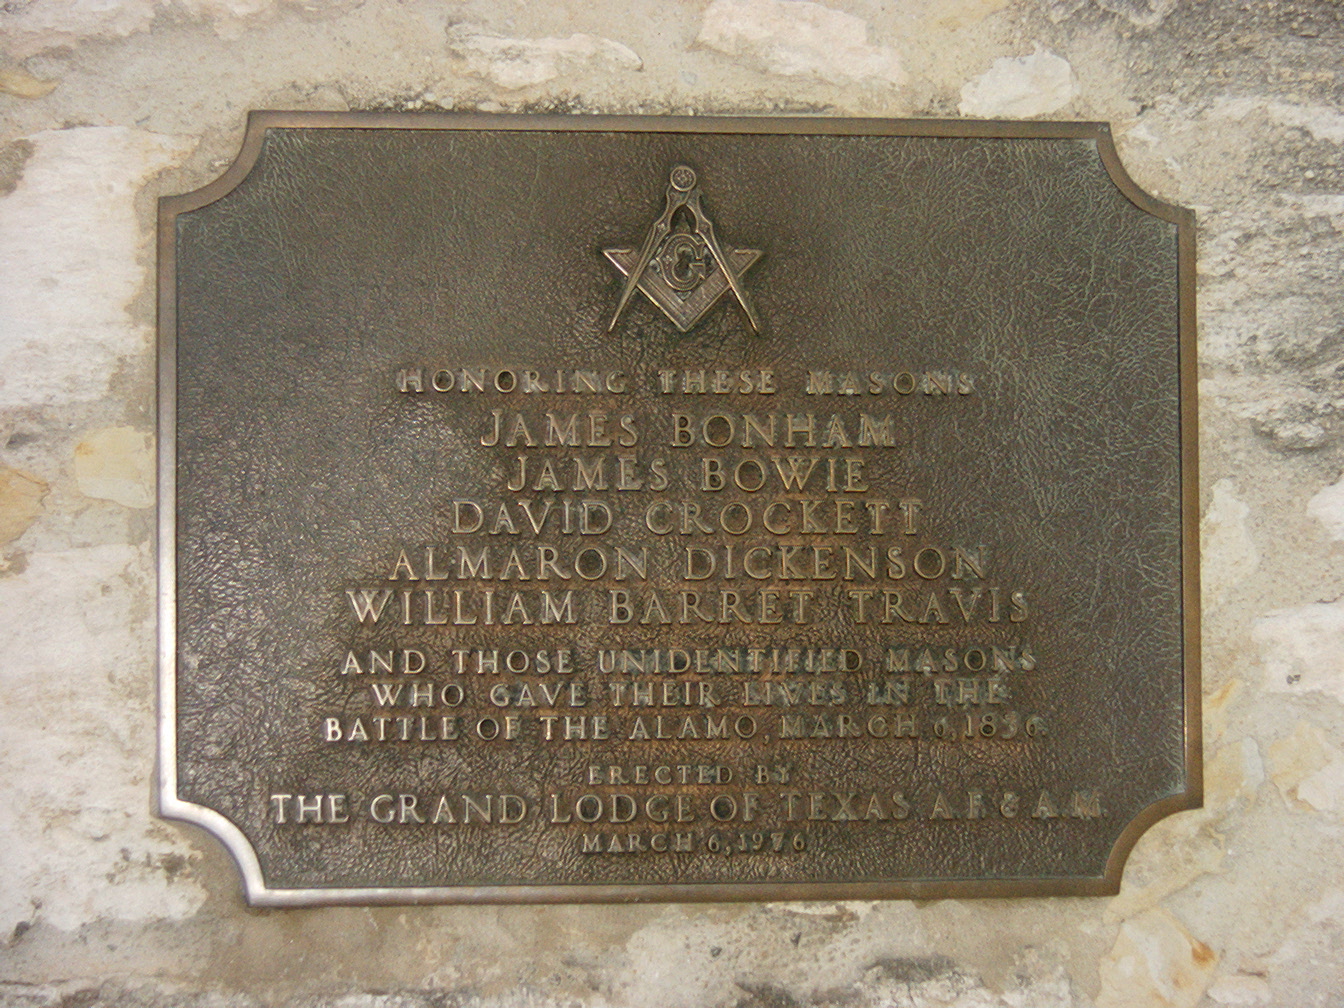 G
HONORING THESE MASONS
JAMES BONHAM
JAMES BOWIE
DAVID CROCKETT
ALMARON DICKENSON
WILLIAM BARRET TRAVIS
AND THOSE UNIDENTIFIED MASONS
WHO GAVE THEIR LIVES IN THE
BATTLE OF THE ALAMO, MARCH 6, 1836.
ERECTED BY
THE GRAND LODGE OF TEXAS A.F. & A.M.
MARCH 6, 1976